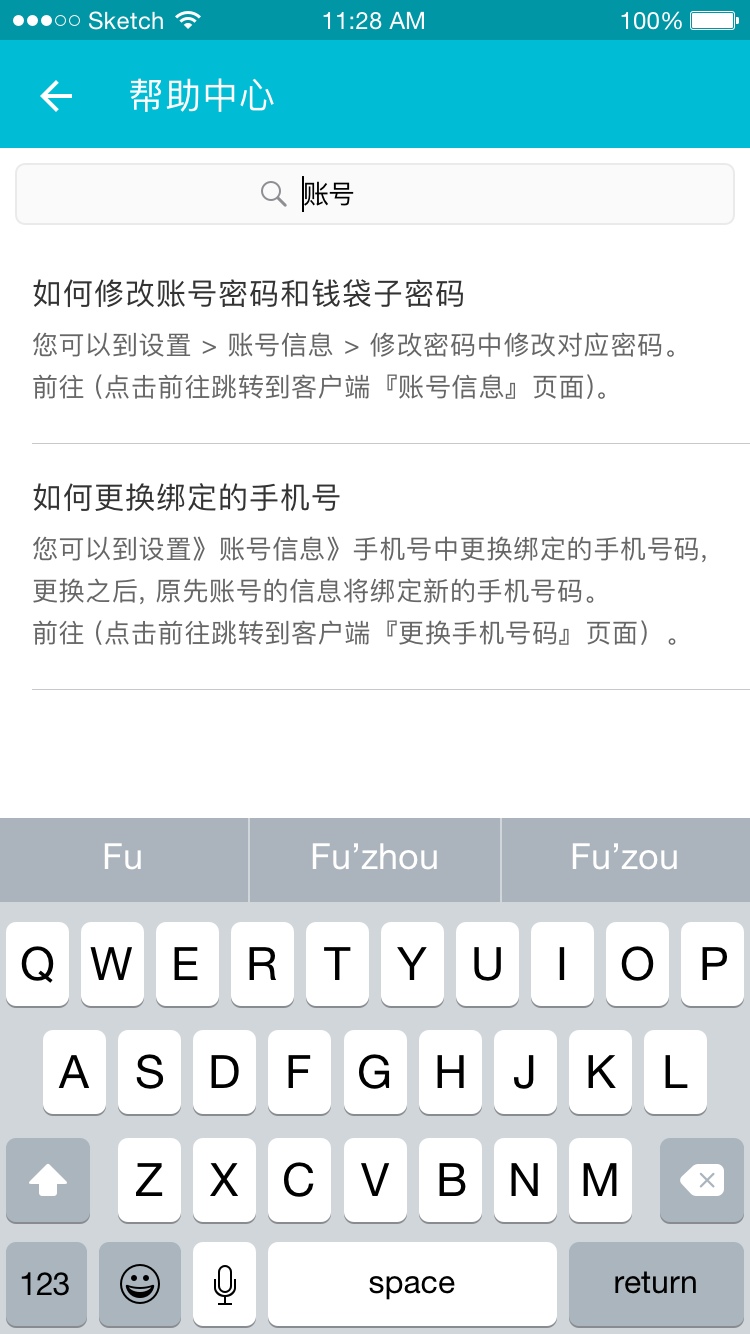 Sketch 11:28 AM 100%
帮助中心
账号
如何修改账号密码和钱袋子密码
您可以到设置 > 账号信息 > 修改密码中修改对应密码。
前往 (点击前往跳转到客户端『账号信息』页面)。
如何更换绑定的手机号
您可以到设置》账号信息》手机号中更换绑定的手机号码,
更换之后, 原先账号的信息将绑定新的手机号码。
前往 (点击前往跳转到客户端『更换手机号码』页面） 。
Fu Fu’zhou Fu’zou
Q W E R T Y U I O P
A S D F G H J K L
Z X C V B N M
123 space return